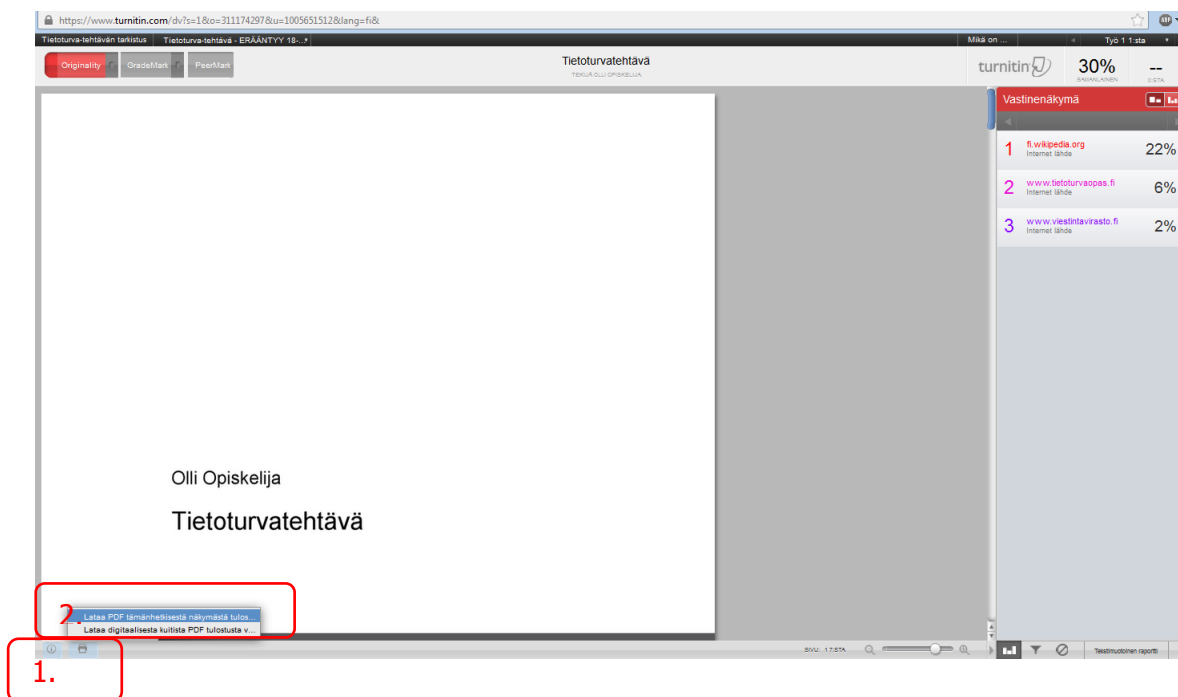 https://www.turnitin.com/dv?s=1&o=311174297&u=1005651512&lang=fi&
Tietoturva-tehtävän tarkistus Tietoturva-tehtävä - ERÄÄNTYY 18-... Mikä on ... Työ 1 1:sta
Originality GradeMark PeerMark
Tietoturvatehtävä
TEKIJÄ OLLI OPISKELIJA
turnitin 30% --
SAMANLAINEN 0:STA
Vastinenäkymä
1 fi.wikipedia.org 22%
Internet lähde
2 www.tietoturvaopas.fi 6%
Internet lähde
3 www.viestintavirasto.fi 2%
Internet lähde
Olli Opiskelija
Tietoturvatehtävä
2.
Lataa PDF tämänhetkisestä näkymästä tulos...
Lataa digitaalisesta kuitista PDF tulostusta v...
1.
SIVU: 1 7:STA
Tekstimuotoinen raportti